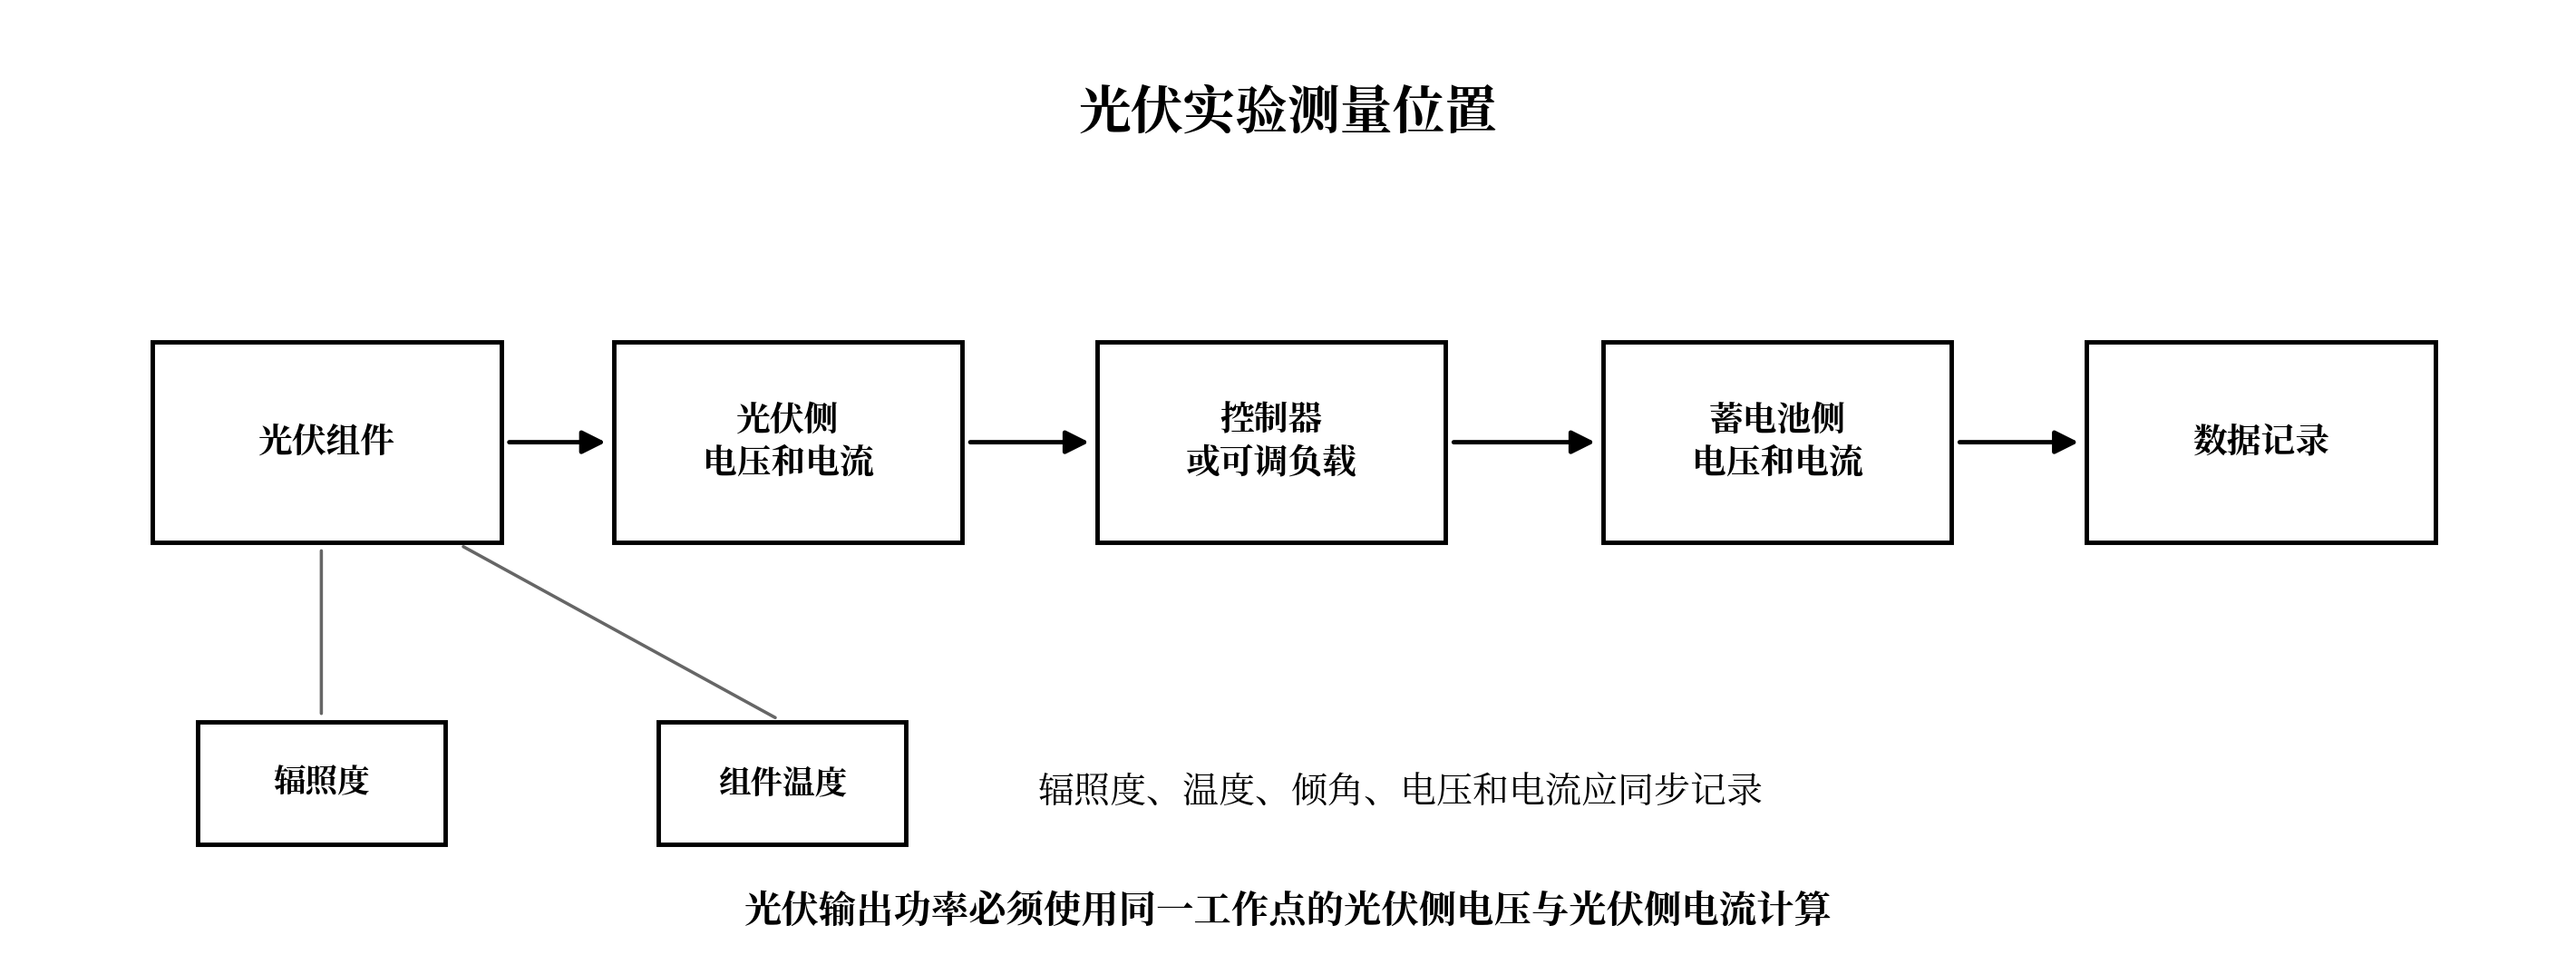 光伏实验测量位置
光伏组件
光伏侧
电压和电流
控制器
或可调负载
蓄电池侧
电压和电流
数据记录
辐照度
组件温度
辐照度、温度、倾角、电压和电流应同步记录
光伏输出功率必须使用同一工作点的光伏侧电压与光伏侧电流计算